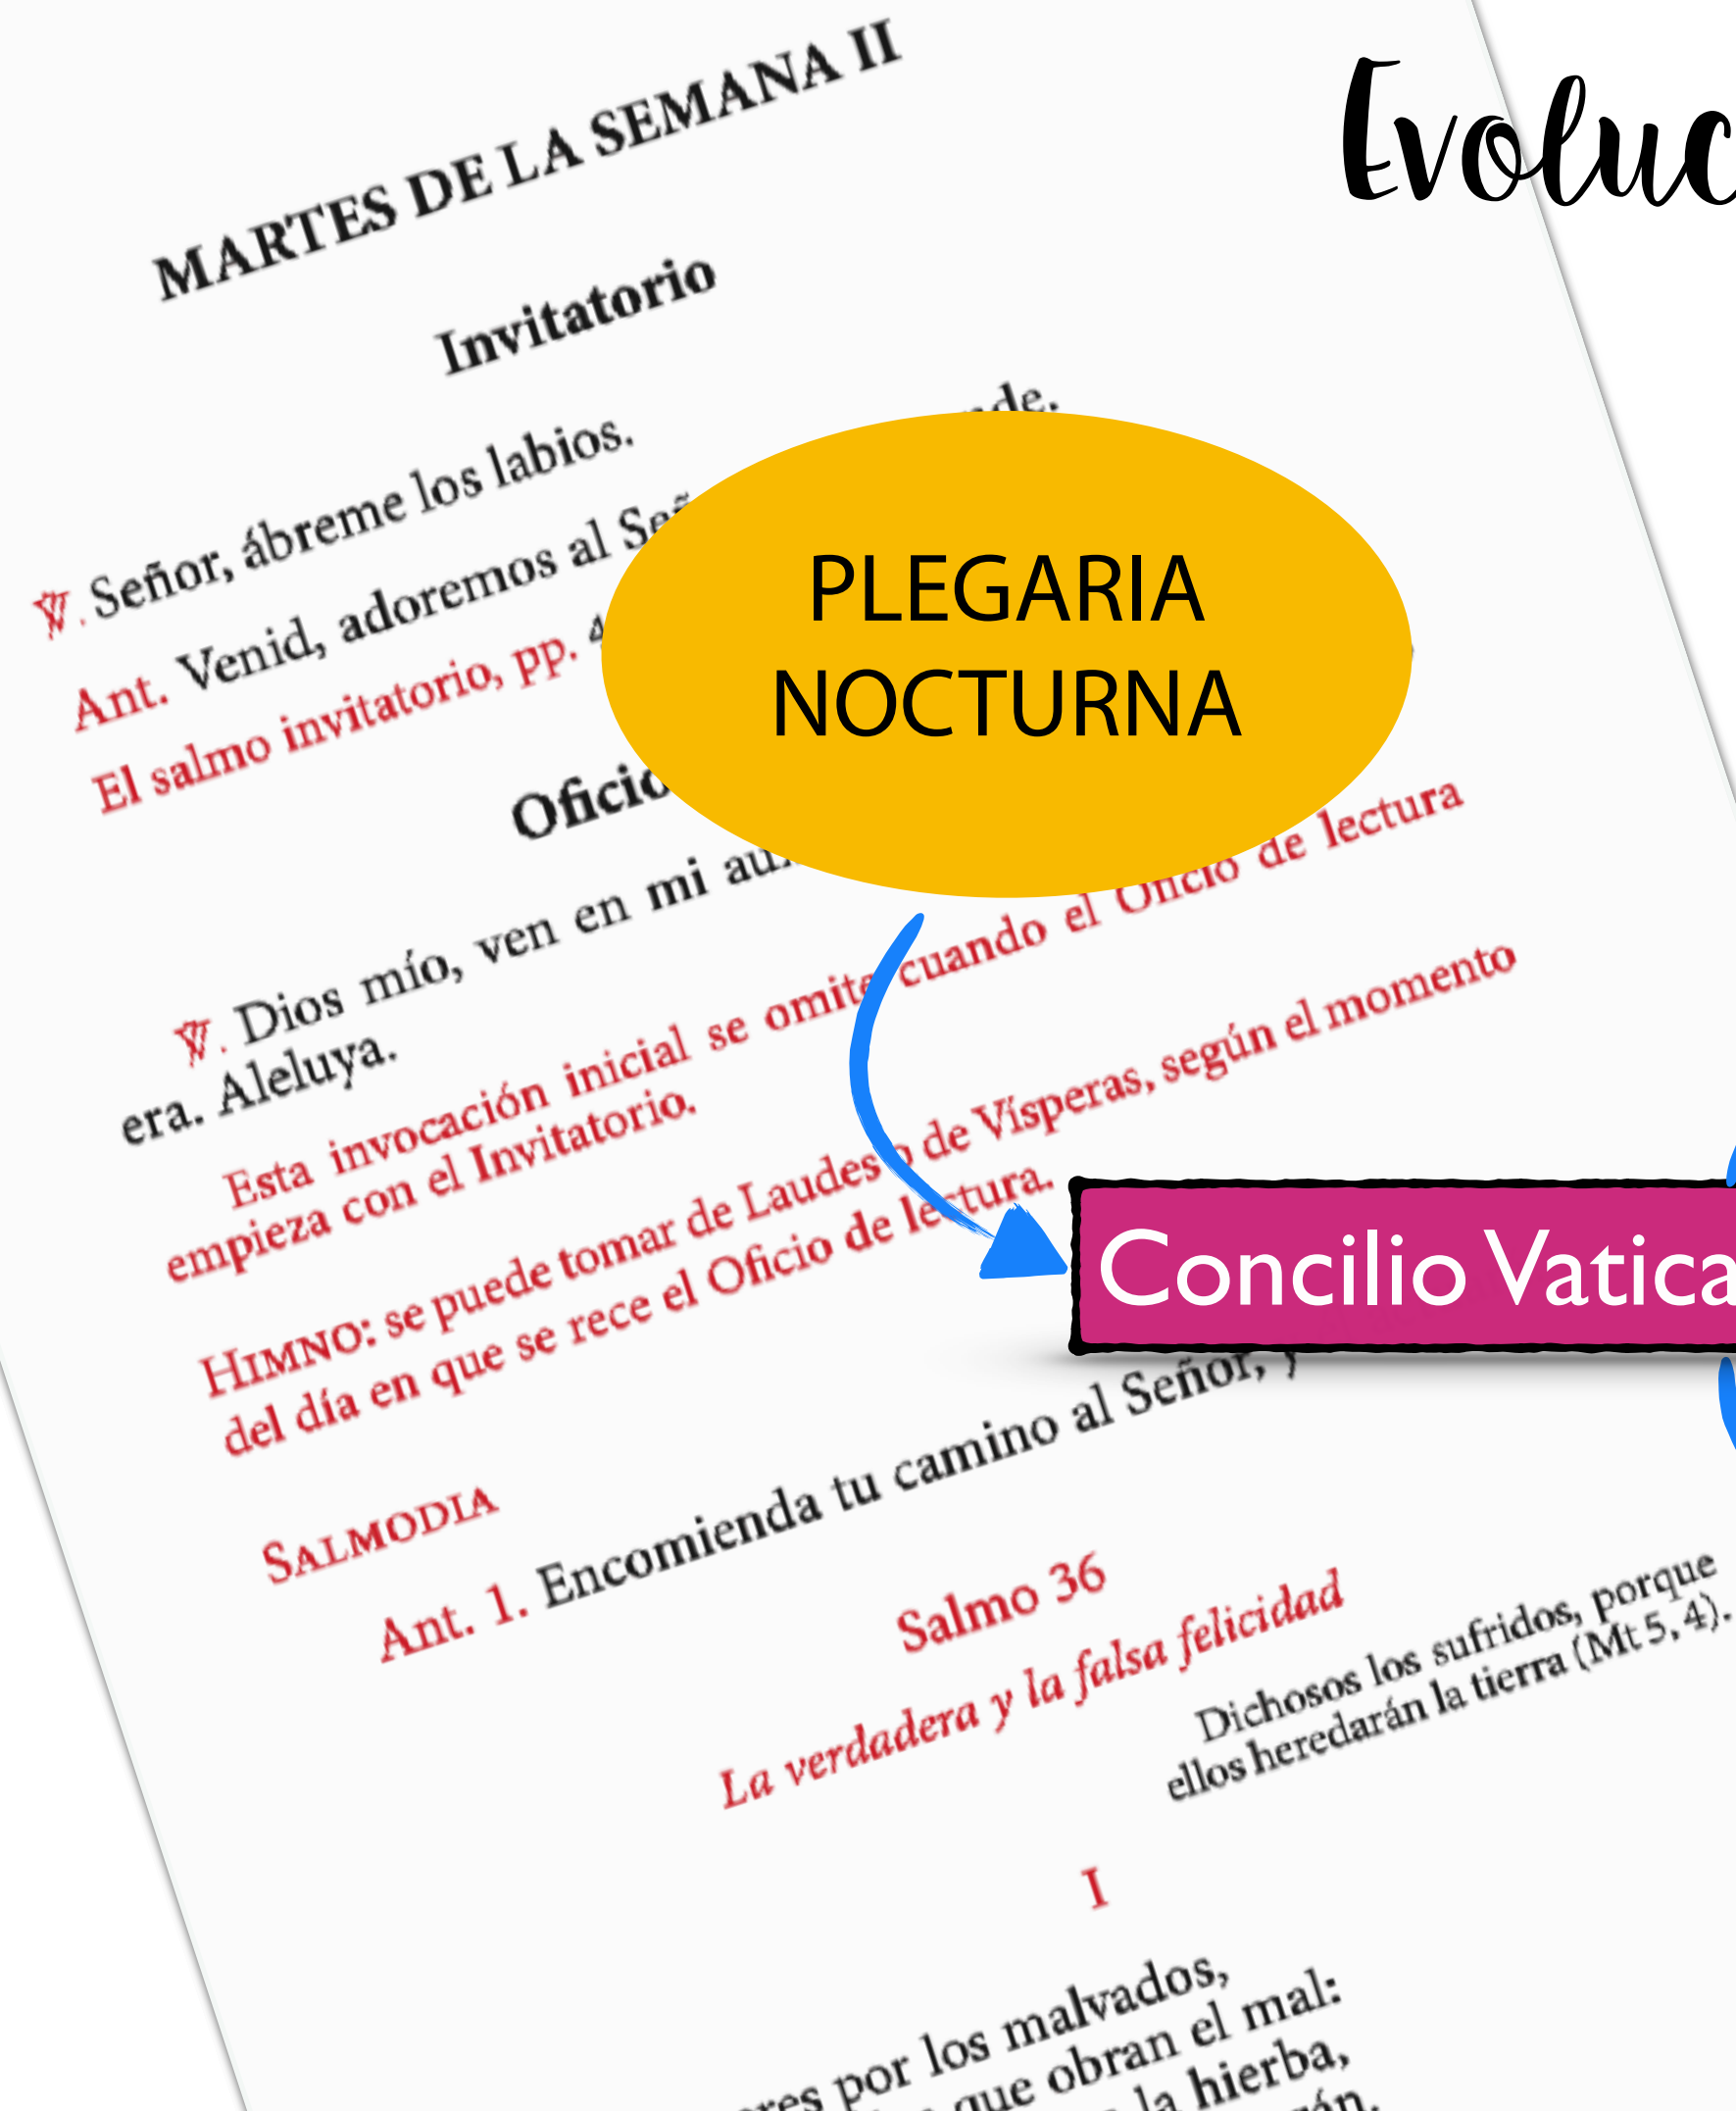 Evoluc
MARTES DE LA SEMANA II
Invitatorio
℣. Señor, ábreme los labios.
Ant. Venid, adoremos al Señ
El salmo invitatorio, pp.
PLEGARIA
NOCTURNA
Oficio
℣. Dios mío, ven en mi
era. Aleluya.
Esta invocación inicial se omite cuando el Oficio de lectura
empieza con el Invitatorio.
HIMNO: se puede tomar de Laudes o de Vísperas, según el momento
del día en que se rece el Oficio de lectura.
Concilio Vatica
SALMODIA
Ant. 1. Encomienda tu camino al Señor, y
Salmo 36
La verdadera y la falsa felicidad
Dichosos los sufridos, porque
ellos heredarán la tierra (Mt 5, 4).
I
por los malvados,
que obran el mal:
la hierba,